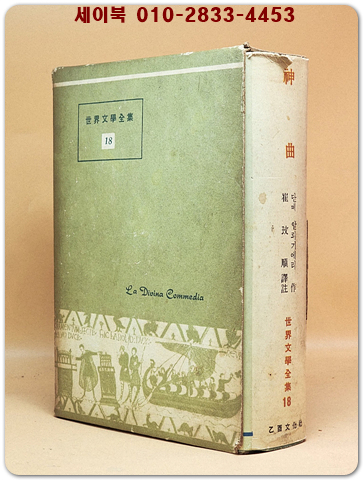 세이북 010-2833-4453
世界文學全集
18
La Divina Commedia
神曲
단떼 알리기에리 作
崔玟順 譯註
世界文學全集 18
乙酉文化社